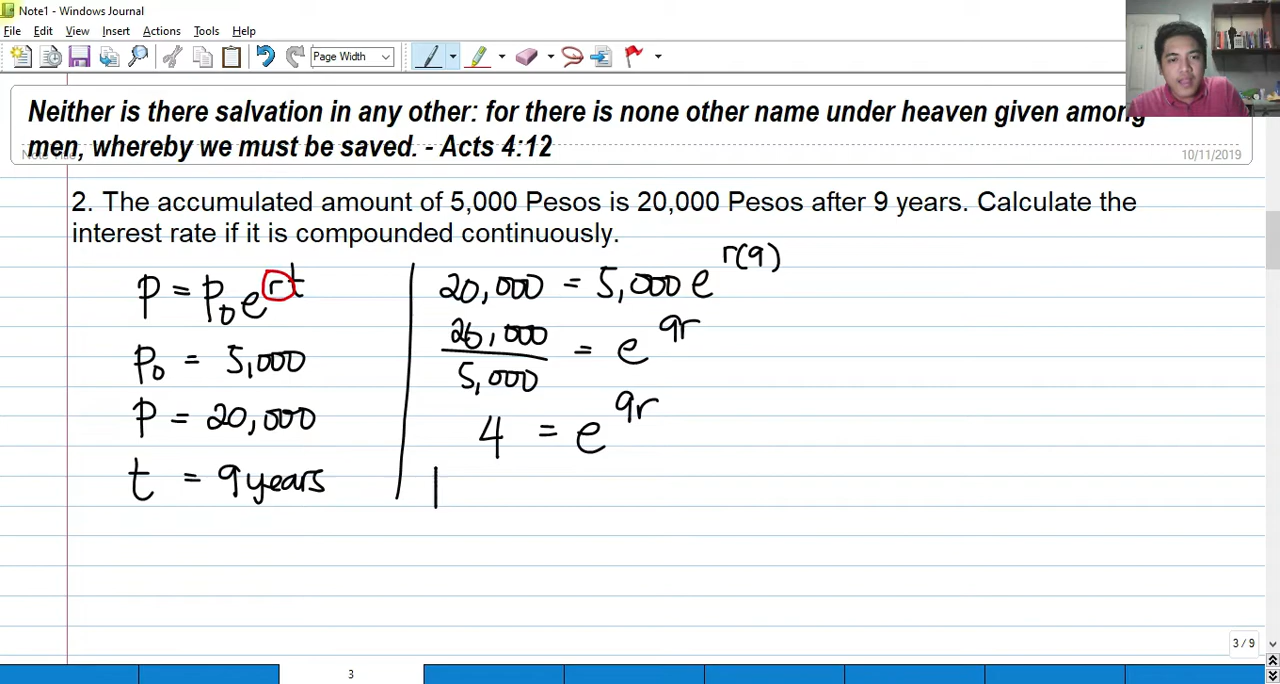 Note1 - Windows Journal
File Edit View Insert Actions Tools Help
Page Width
Neither is there salvation in any other: for there is none other name under heaven given among
men, whereby we must be saved. - Acts 4:12
Note Title
10/11/2019
2. The accumulated amount of 5,000 Pesos is 20,000 Pesos after 9 years. Calculate the
interest rate if it is compounded continuously.
P = P₀e^rt
P₀ = 5,000
P = 20,000
t = 9 years
20,000 = 5,000 e^r(9)
20,000 / 5,000 = e^9r
4 = e^9r
3 / 9
3